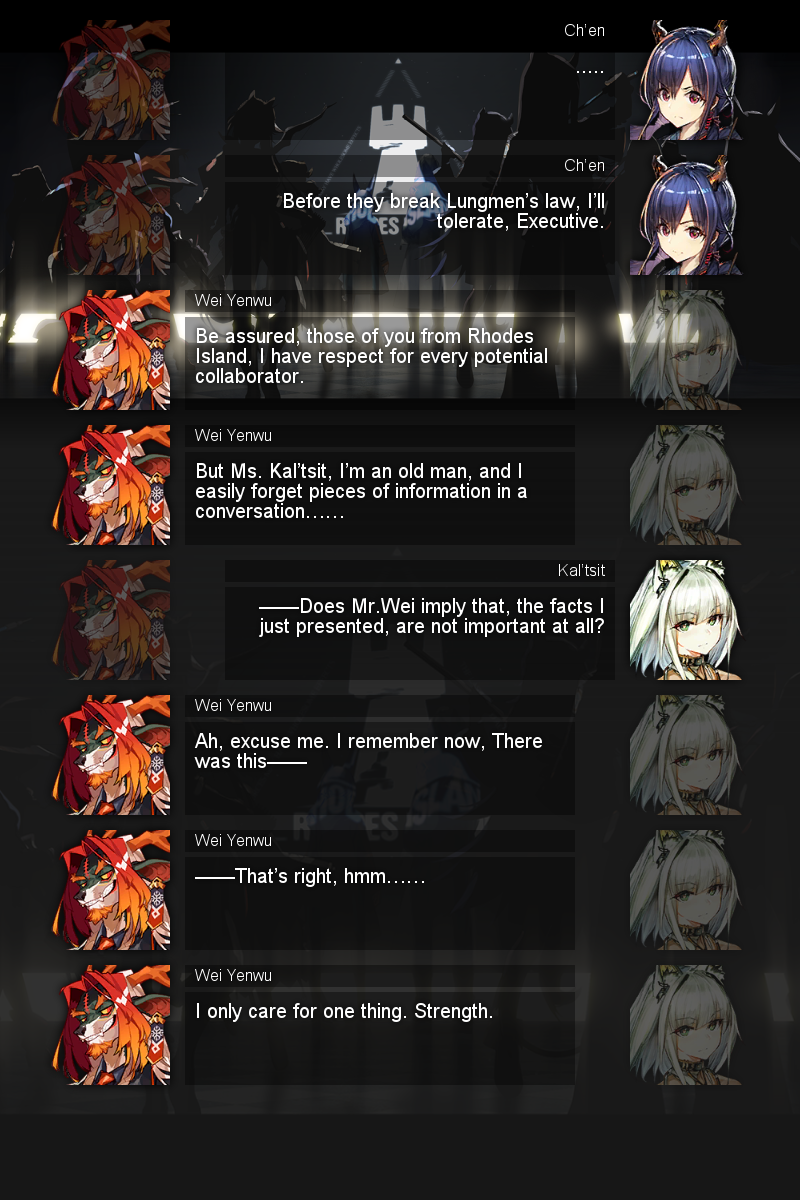 Ch'en
.....
Ch'en
Before they break Lungmen's law, I'll
tolerate, Executive.
RHODES ISLAND
Wei Yenwu
Be assured, those of you from Rhodes
Island, I have respect for every potential
collaborator.
Wei Yenwu
But Ms. Kal'tsit, I'm an old man, and I
easily forget pieces of information in a
conversation……
Kal'tsit
——Does Mr.Wei imply that, the facts I
just presented, are not important at all?
Wei Yenwu
Ah, excuse me. I remember now, There
was this——
RHODES ISLAND
Wei Yenwu
——That's right, hmm……
Wei Yenwu
I only care for one thing. Strength.